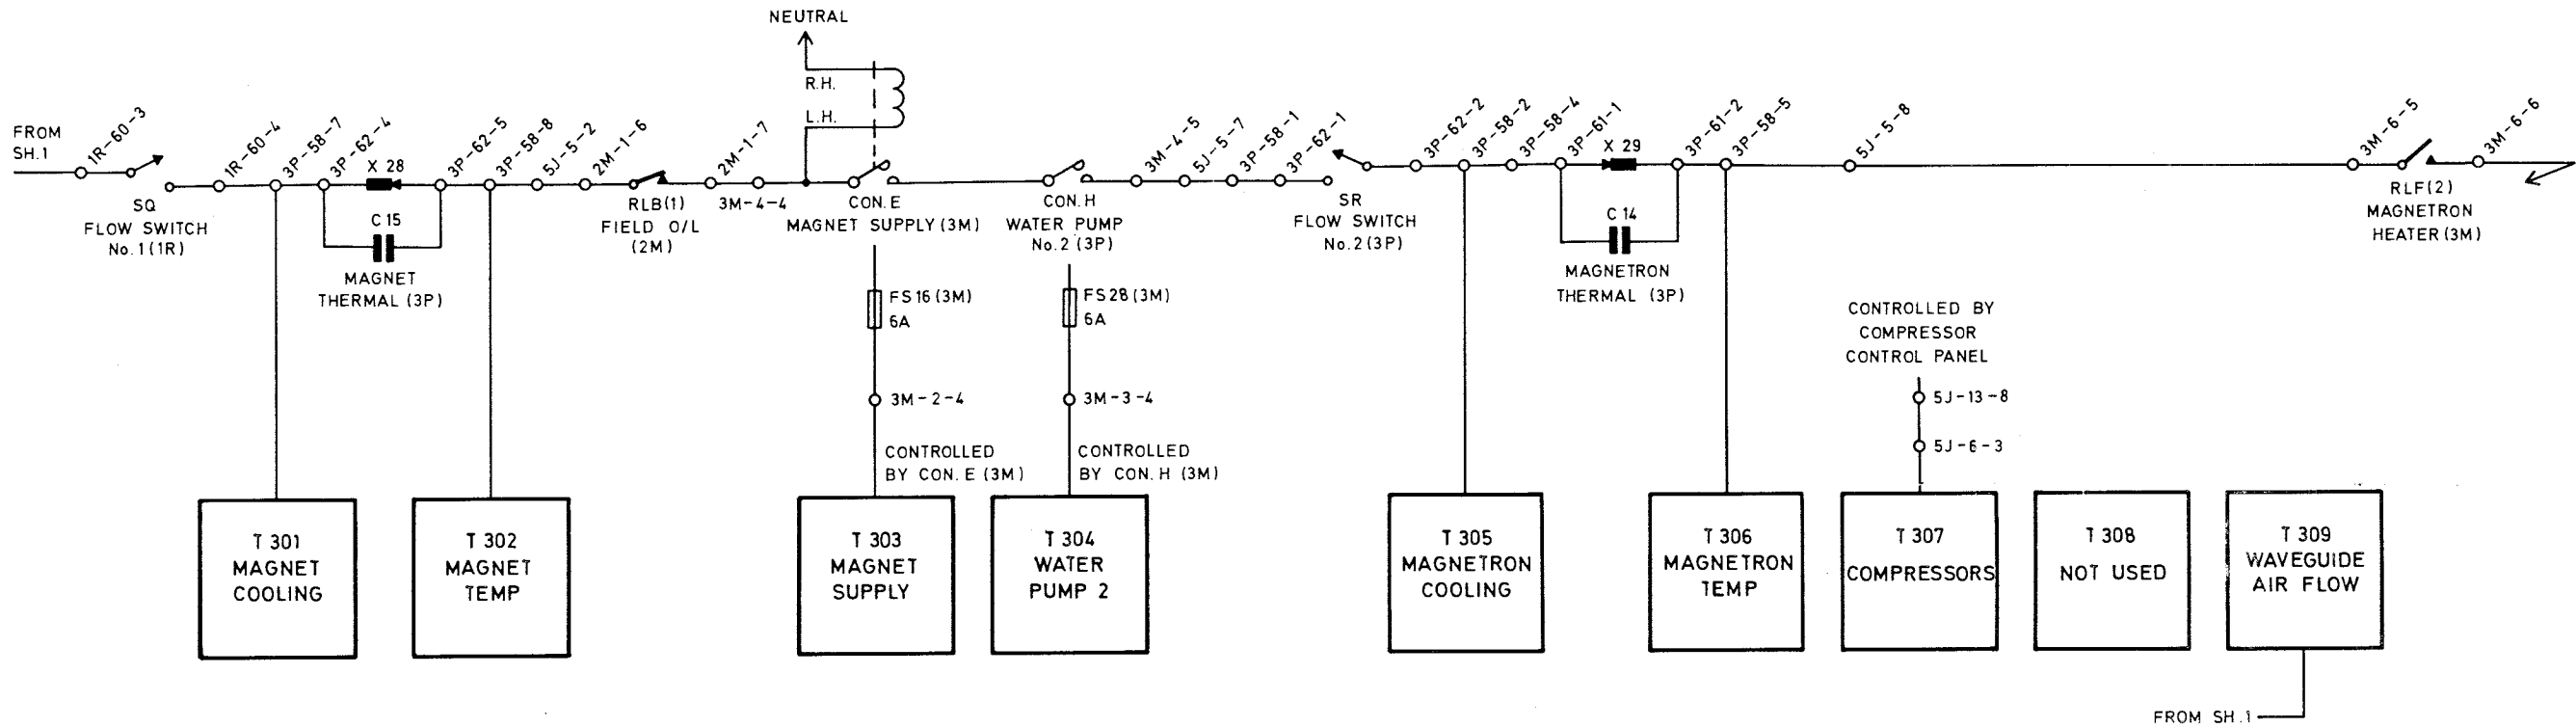 NEUTRAL
R.H.
L.H.
FROM
SH.1
1R-60-3
SQ
FLOW SWITCH
No.1(1R)
1R-60-4
3P-58-7
3P-62-4
X 28
C 15
MAGNET
THERMAL (3P)
3P-62-5
3P-58-8
5J-5-2
2M-1-6
RLB(1)
FIELD O/L
(2M)
2M-1-7
3M-4-4
CON.E
MAGNET SUPPLY (3M)
CON.H
WATER PUMP
No.2 (3P)
3M-4-5
5J-5-7
3P-58-1
3P-62-1
SR
FLOW SWITCH
No.2(3P)
3P-62-2
3P-58-2
3P-58-4
3P-61-1
X 29
C 14
MAGNETRON
THERMAL (3P)
3P-61-2
3P-58-5
5J-5-8
3M-6-5
RLF(2)
MAGNETRON
HEATER (3M)
3M-6-6
FS16 (3M)
6A
3M-2-4
CONTROLLED
BY CON. E (3M)
FS28 (3M)
6A
3M-3-4
CONTROLLED
BY CON. H (3M)
CONTROLLED BY
COMPRESSOR
CONTROL PANEL
5J-13-8
5J-6-3
T 301
MAGNET
COOLING
T 302
MAGNET
TEMP
T 303
MAGNET
SUPPLY
T 304
WATER
PUMP 2
T 305
MAGNETRON
COOLING
T 306
MAGNETRON
TEMP
T 307
COMPRESSORS
T 308
NOT USED
T 309
WAVEGUIDE
AIR FLOW
FROM SH.1